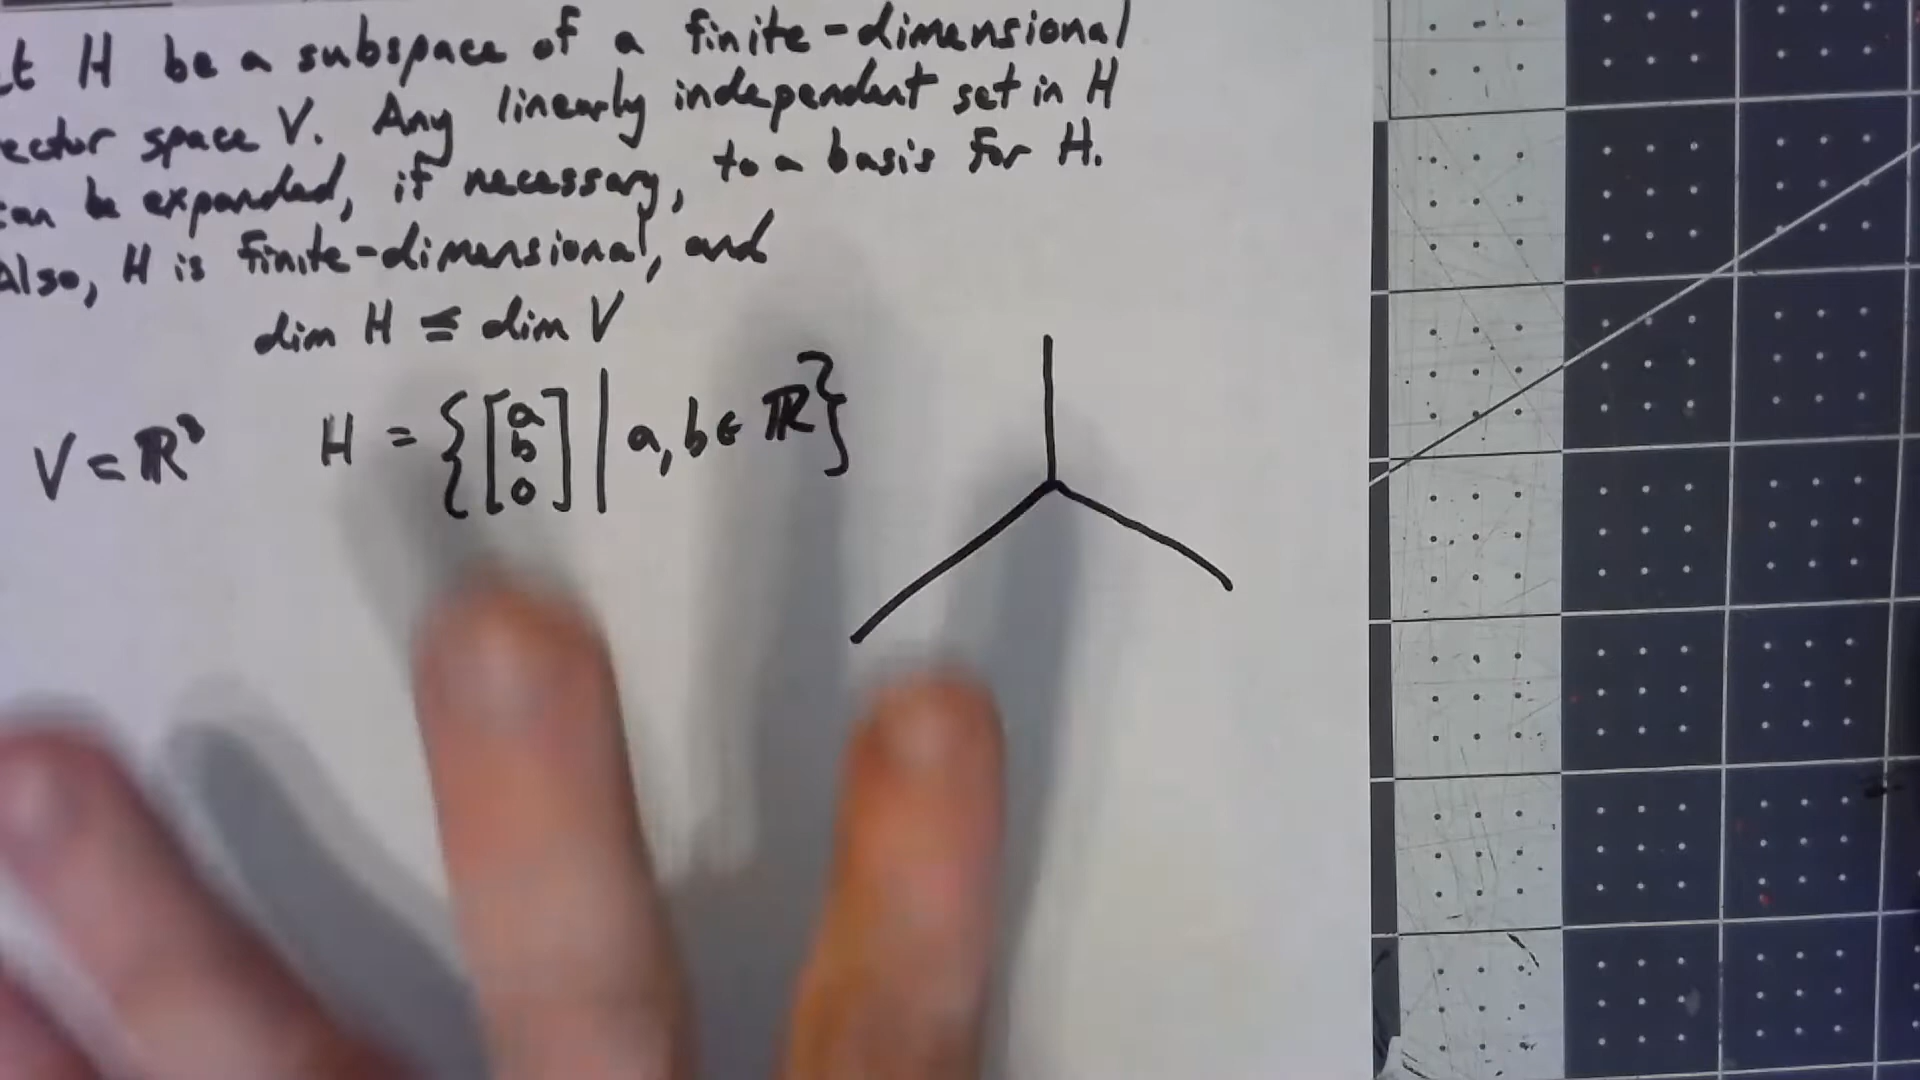 t H be a subspace of a finite-dimensional
ector space V. Any linearly independent set in H
can be expanded, if necessary, to a basis for H.
Also, H is finite-dimensional, and
dim H ≤ dim V
V = ℝ³ H = {[a b 0] | a, b ∈ ℝ}